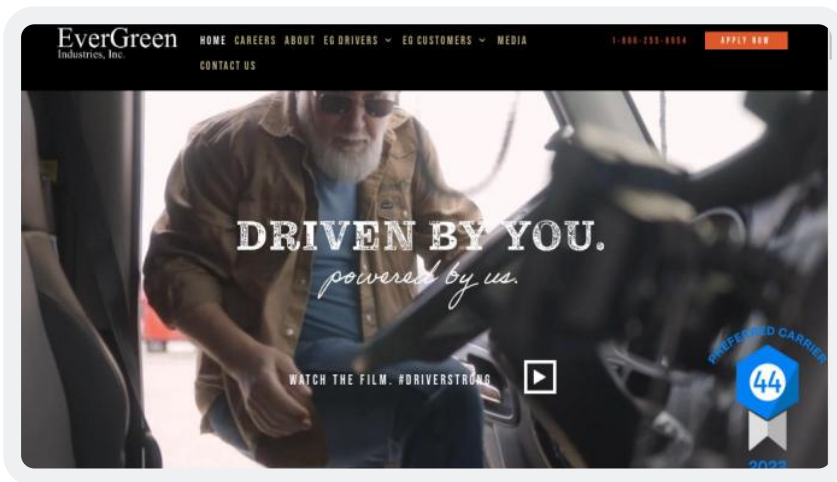 EverGreen
Industries, Inc.
HOME CAREERS ABOUT EG DRIVERS EG CUSTOMERS MEDIA
CONTACT US
APPLY NOW
DRIVEN BY YOU.
powered by us.
WATCH THE FILM. #DRIVERSTRONG
PREFERRED CARRIER
44
2023